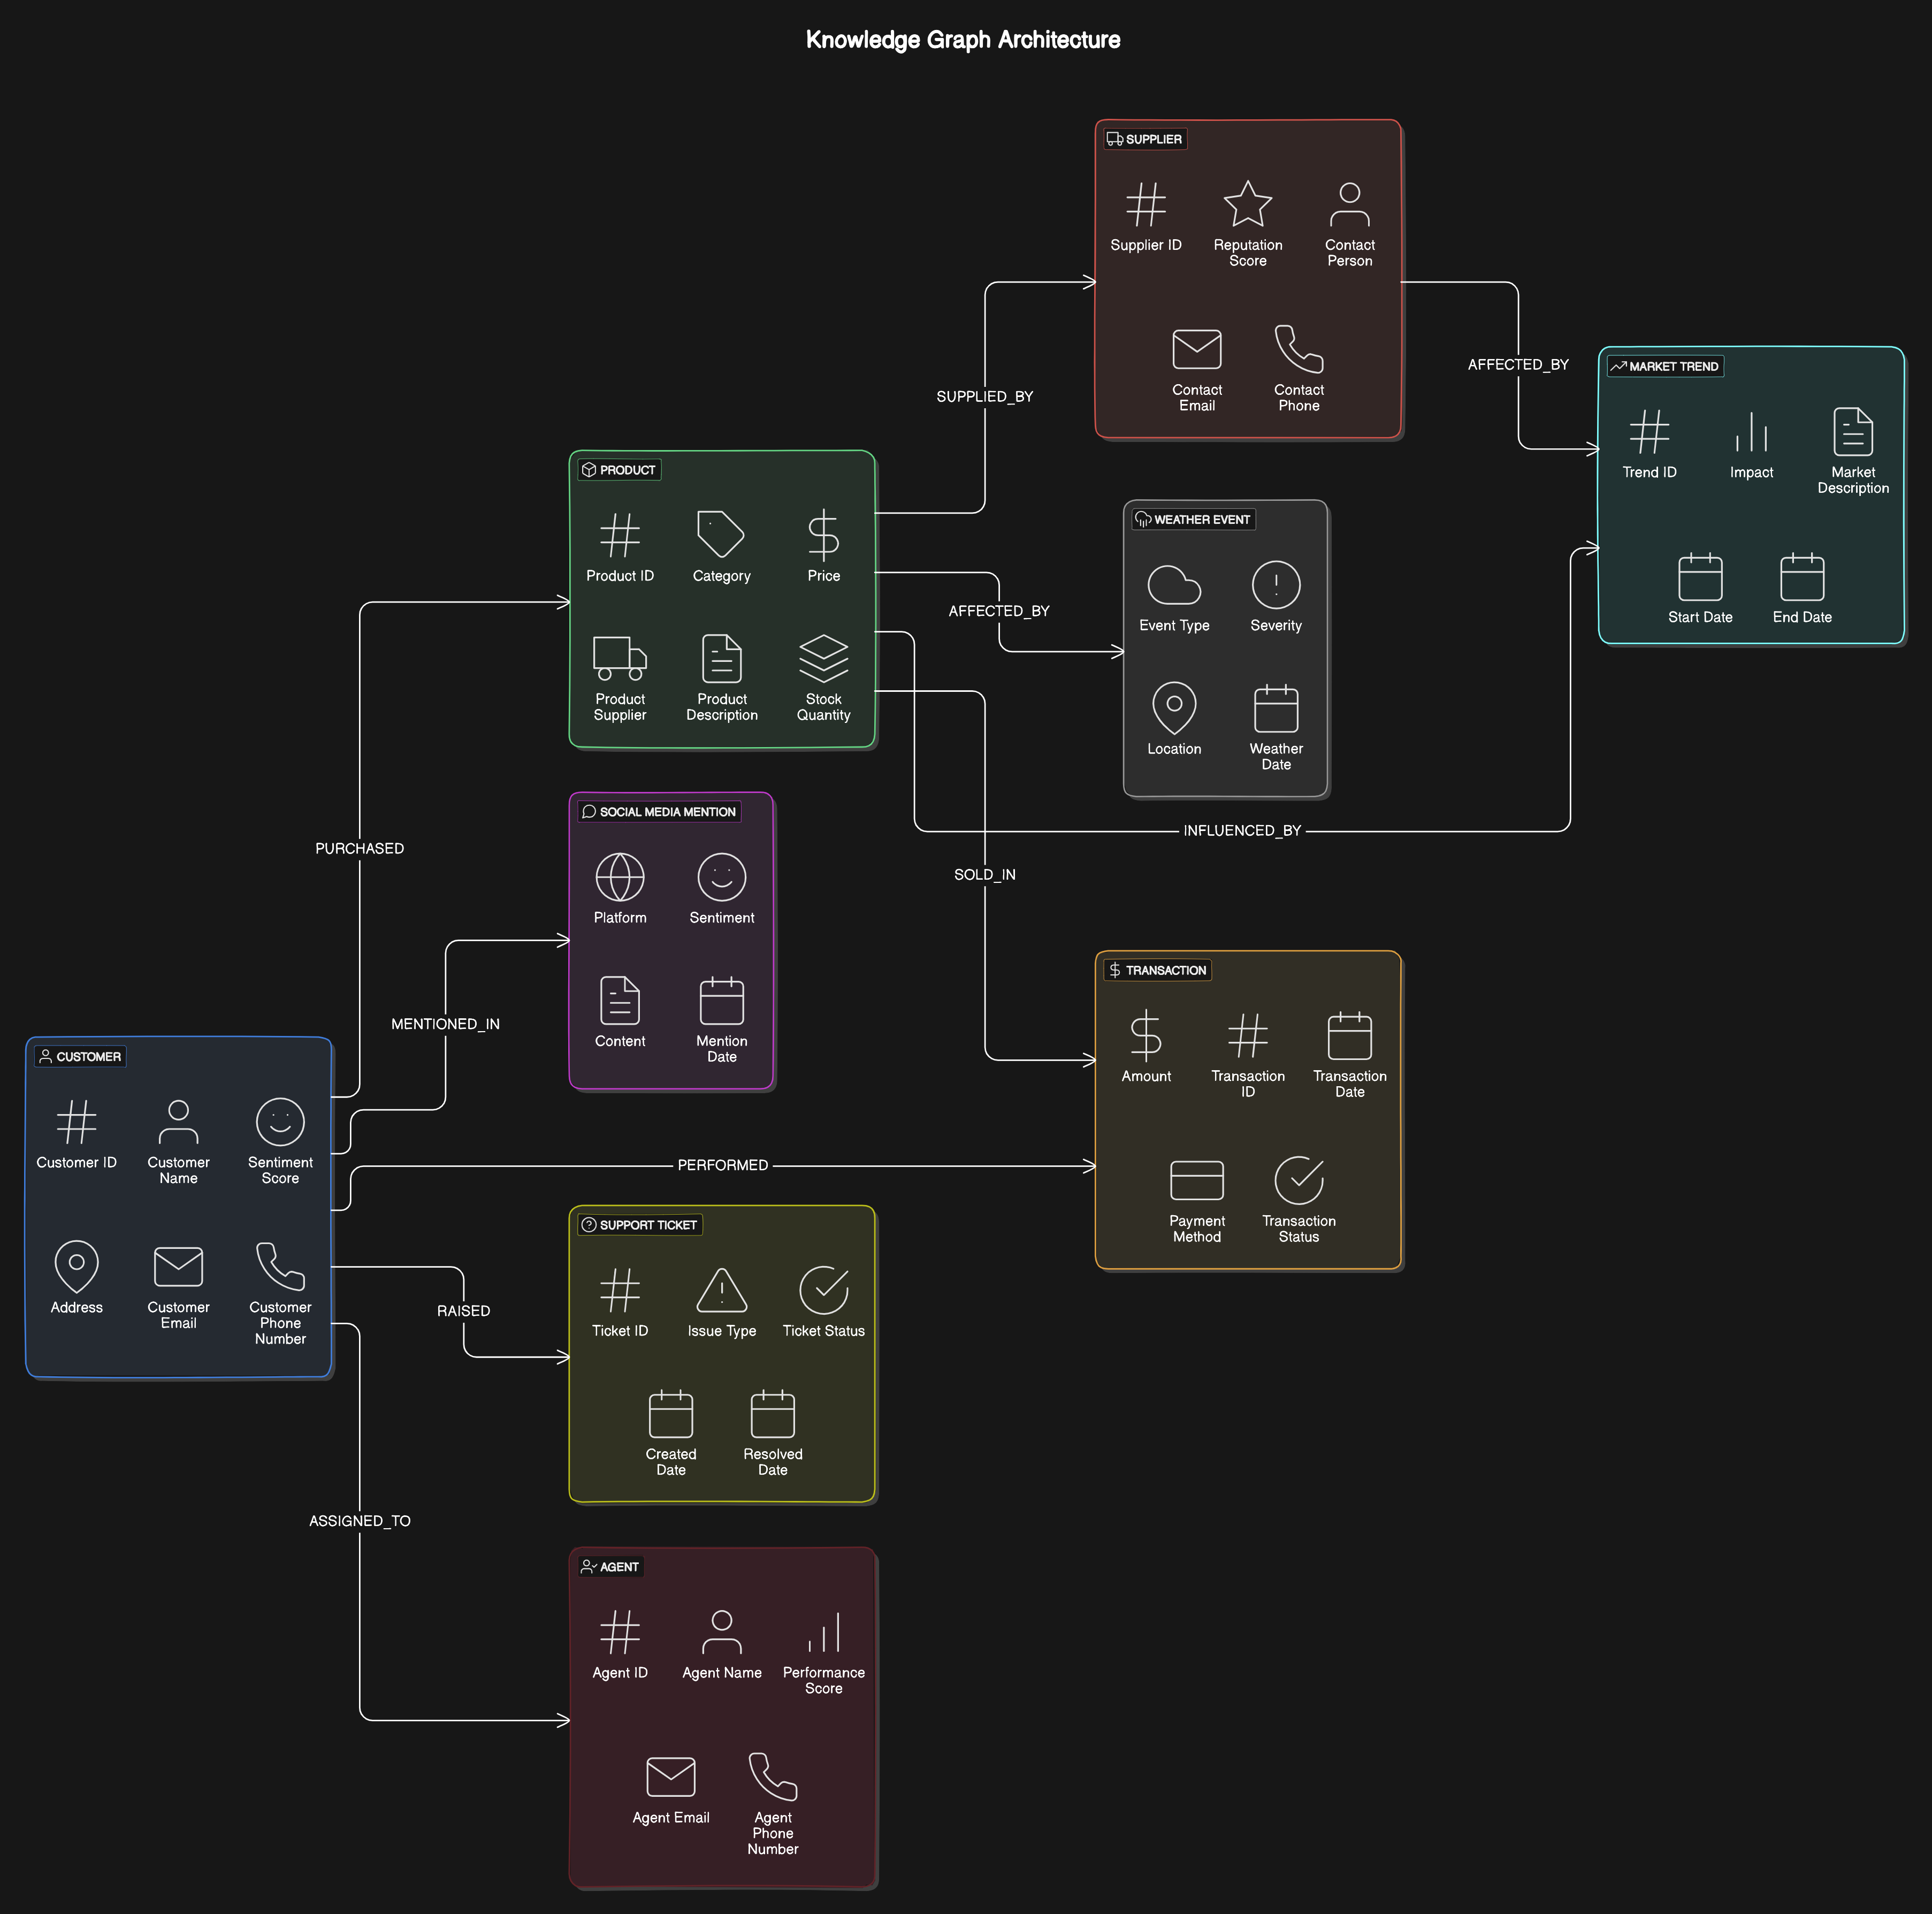 Knowledge Graph Architecture
SUPPLIER
Supplier ID
Reputation
Score
Contact
Person
Contact
Email
Contact
Phone
AFFECTED_BY
MARKET TREND
Trend ID
Impact
Market
Description
Start Date
End Date
SUPPLIED_BY
PRODUCT
Product ID
Category
Price
Product
Supplier
Product
Description
Stock
Quantity
AFFECTED_BY
WEATHER EVENT
Event Type
Severity
Location
Weather
Date
INFLUENCED_BY
SOLD_IN
PURCHASED
SOCIAL MEDIA MENTION
Platform
Sentiment
Content
Mention
Date
MENTIONED_IN
TRANSACTION
Amount
Transaction
ID
Transaction
Date
Payment
Method
Transaction
Status
CUSTOMER
Customer ID
Customer
Name
Sentiment
Score
Address
Customer
Email
Customer
Phone
Number
PERFORMED
RAISED
SUPPORT TICKET
Ticket ID
Issue Type
Ticket Status
Created
Date
Resolved
Date
ASSIGNED_TO
AGENT
Agent ID
Agent Name
Performance
Score
Agent Email
Agent
Phone
Number